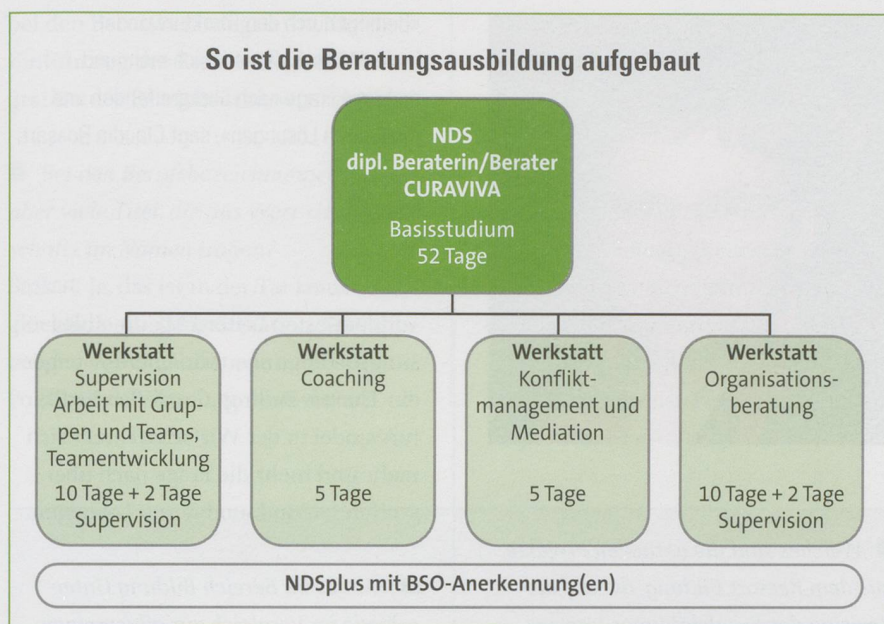 So ist die Beratungsausbildung aufgebaut
NDS
dipl. Beraterin/Berater
CURAVIVA
Basisstudium
52 Tage
Werkstatt
Supervision
Arbeit mit Grup-
pen und Teams,
Teamentwicklung
10 Tage + 2 Tage
Supervision
Werkstatt
Coaching
5 Tage
Werkstatt
Konflikt-
management und
Mediation
5 Tage
Werkstatt
Organisations-
beratung
10 Tage + 2 Tage
Supervision
NDSplus mit BSO-Anerkennung(en)